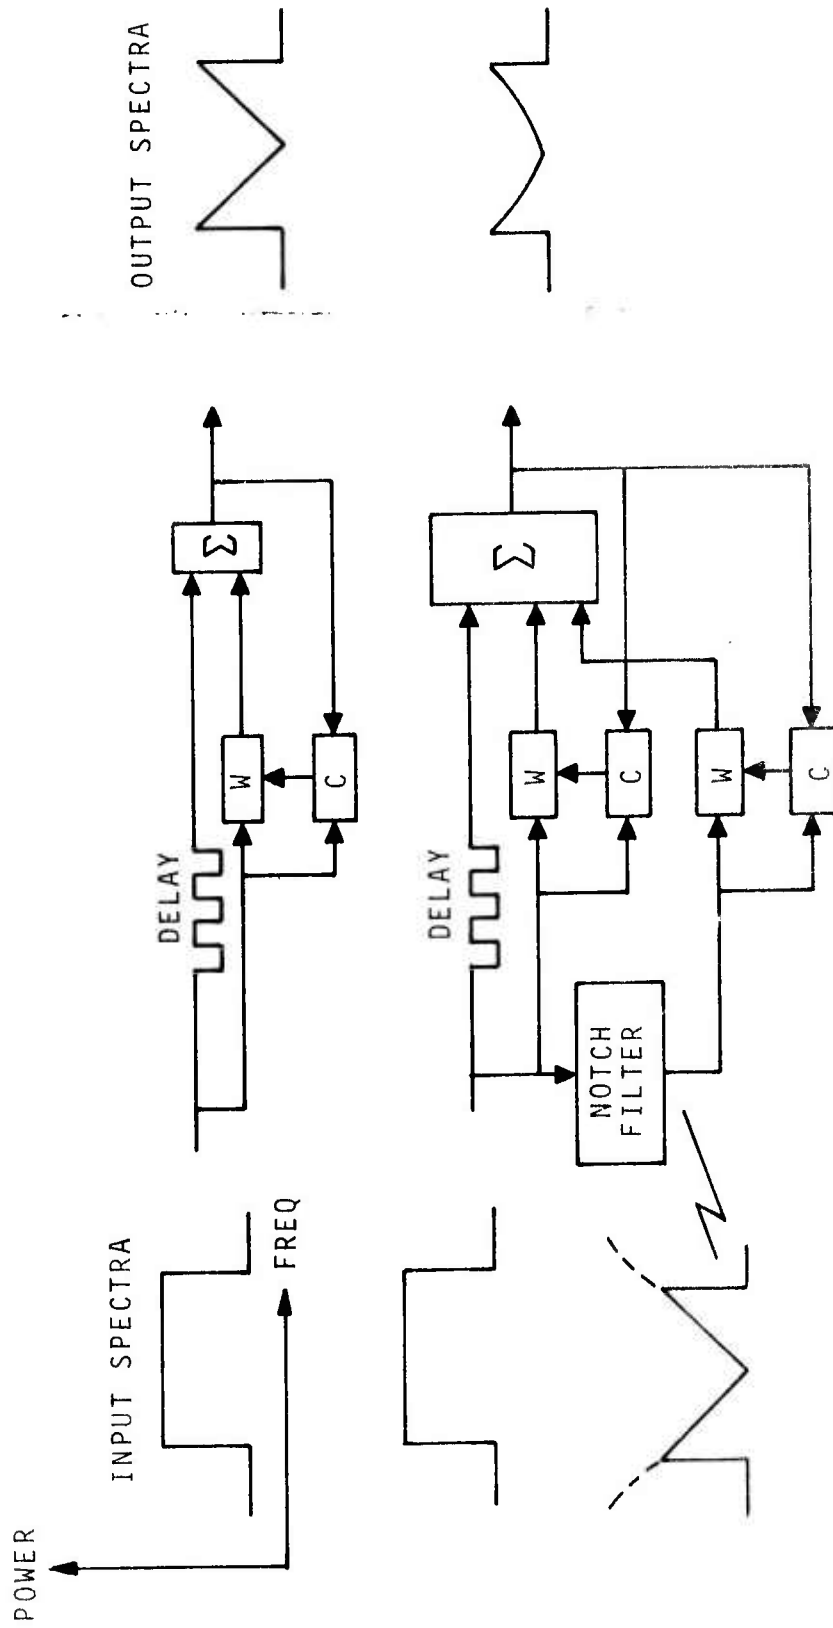 POWER
INPUT SPECTRA
FREQ
DELAY
W
C
Σ
OUTPUT SPECTRA
DELAY
NOTCH
FILTER
W
C
W
C
Σ